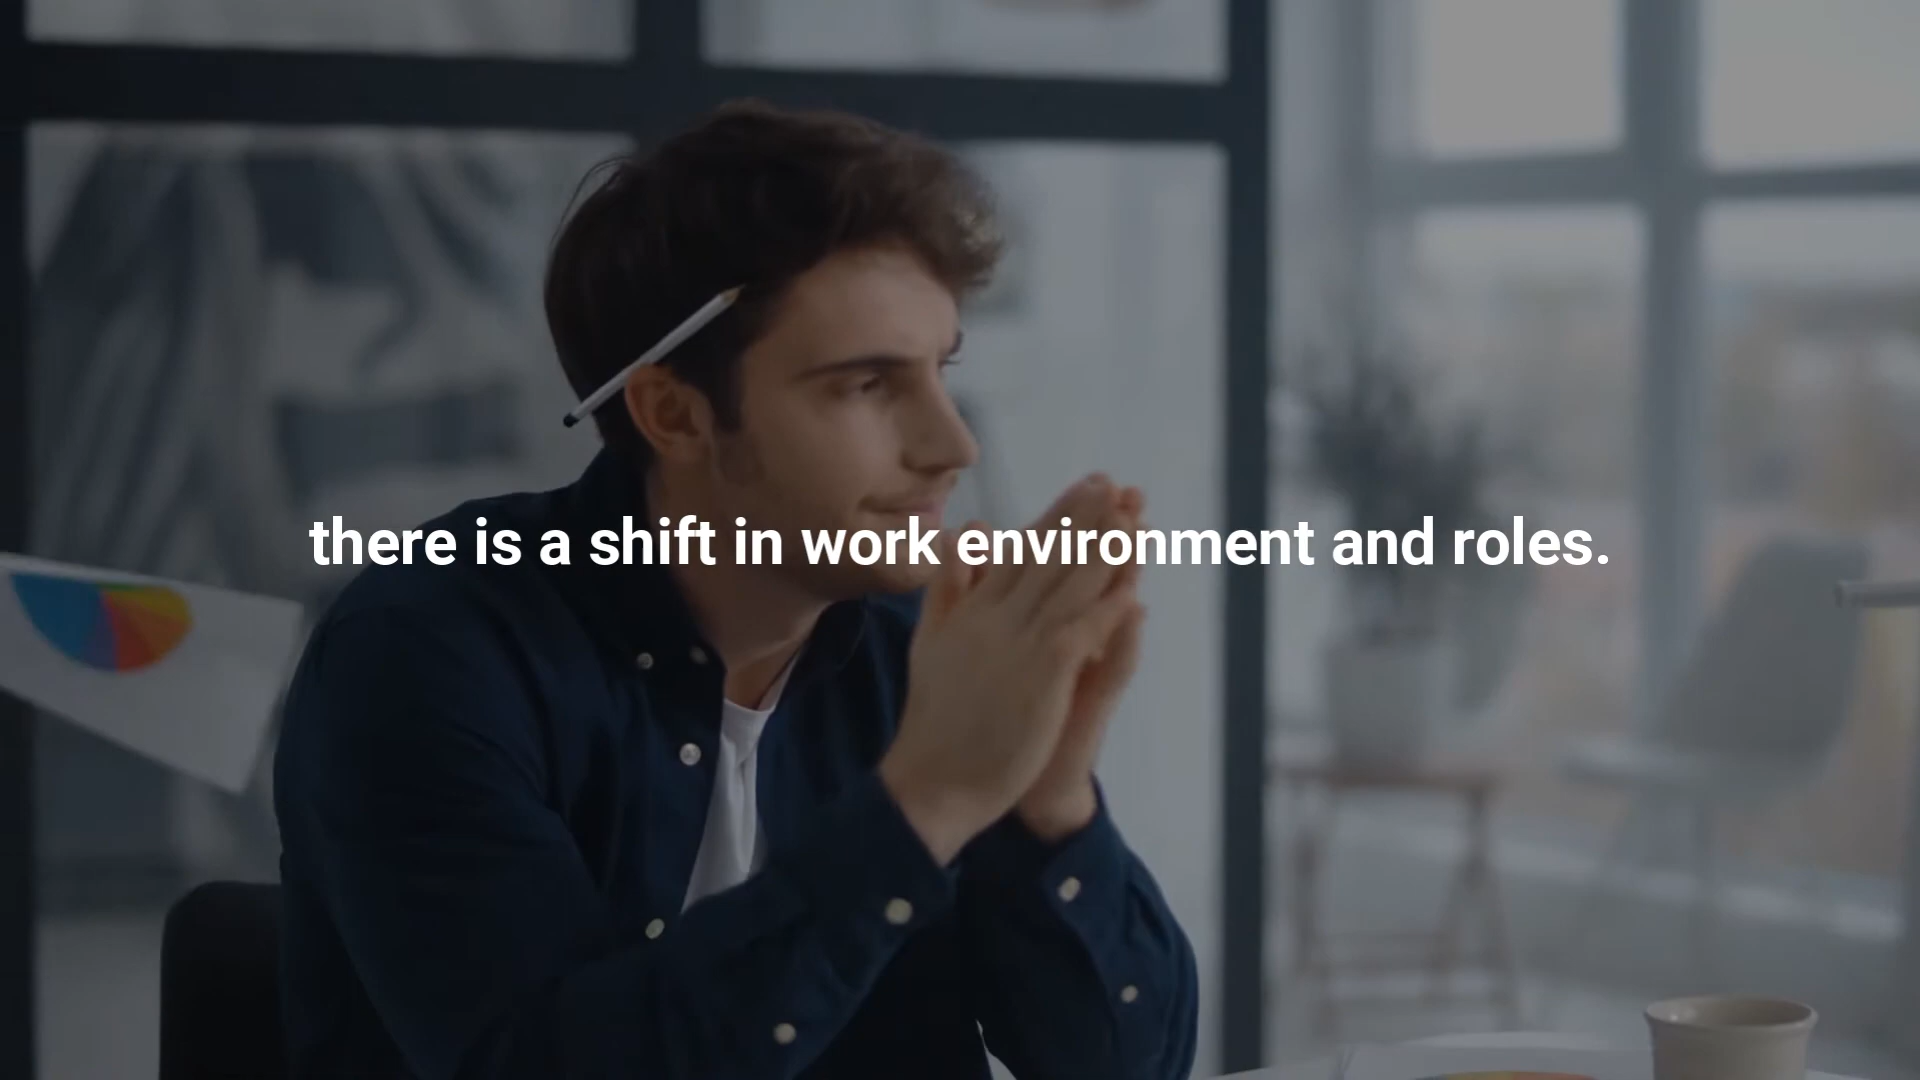 there is a shift in work environment and roles.